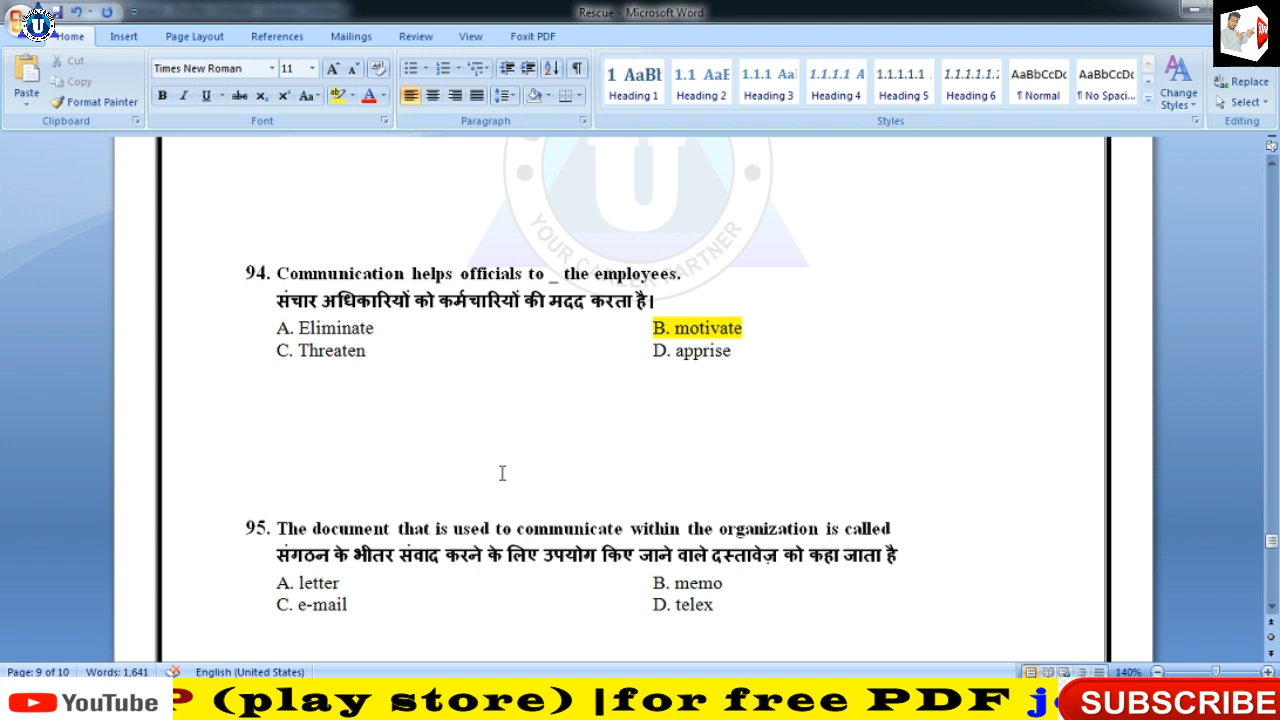 Rescue - Microsoft Word
Home Insert Page Layout References Mailings Review View Foxit PDF
Cut
Copy
Format Painter
Paste
Times New Roman 11
1 AaBl 1.1 AaE 1.1.1 Aa 1.1.1.1 A 1.1.1.1.1 1.1.1.1.1. AaBbCcDc AaBbCcDc
Heading 1 Heading 2 Heading 3 Heading 4 Heading 5 Heading 6 ¶ Normal ¶ No Spaci...
Change Styles
Replace
Select
Clipboard Font Paragraph Styles Editing
U
YOUR CAREER PARTNER
94. Communication helps officials to _ the employees.
संचार अधिकारियों को कर्मचारियों की मदद करता है।
A. Eliminate B. motivate
C. Threaten D. apprise
95. The document that is used to communicate within the organization is called
संगठन के भीतर संवाद करने के लिए उपयोग किए जाने वाले दस्तावेज़ को कहा जाता है
A. letter B. memo
C. e-mail D. telex
Page: 9 of 10 Words: 1,641 English (United States) 140%
YouTube P (play store) |for free PDF SUBSCRIBE